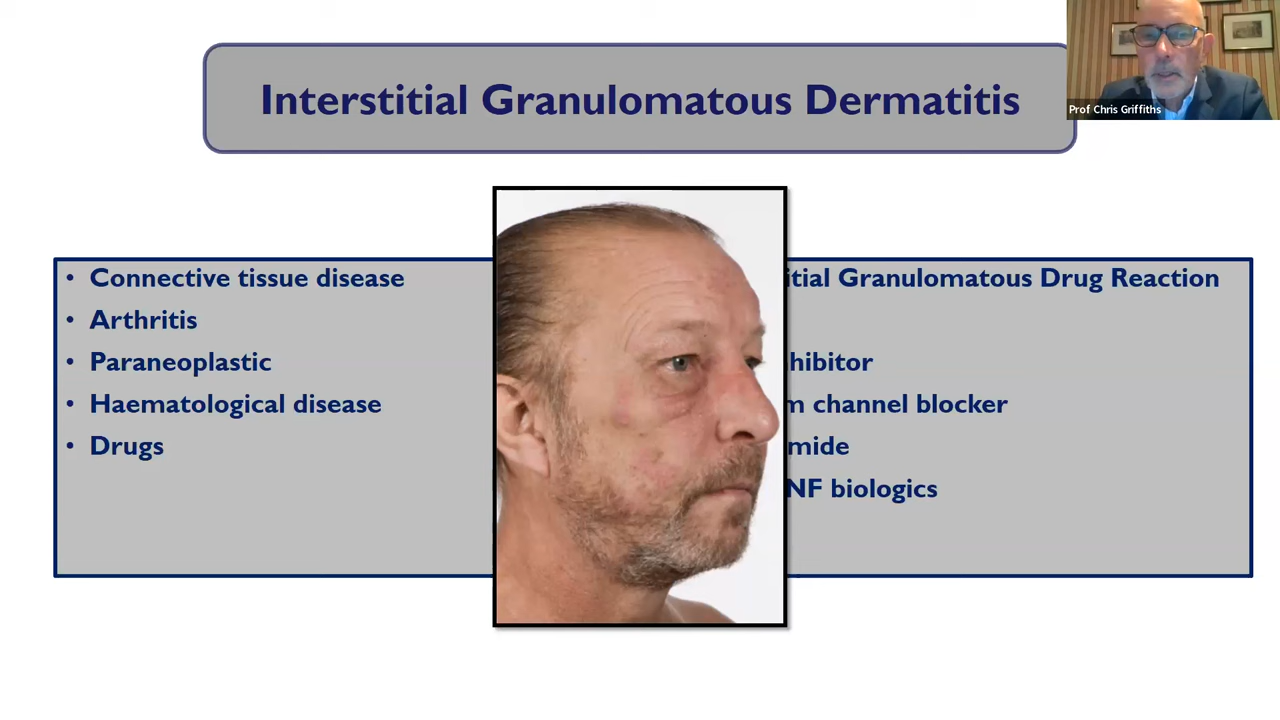 Interstitial Granulomatous Dermatitis
Prof Chris Griffiths
• Connective tissue disease
• Arthritis
• Paraneoplastic
• Haematological disease
• Drugs
itial Granulomatous Drug Reaction
hibitor
m channel blocker
mide
NF biologics